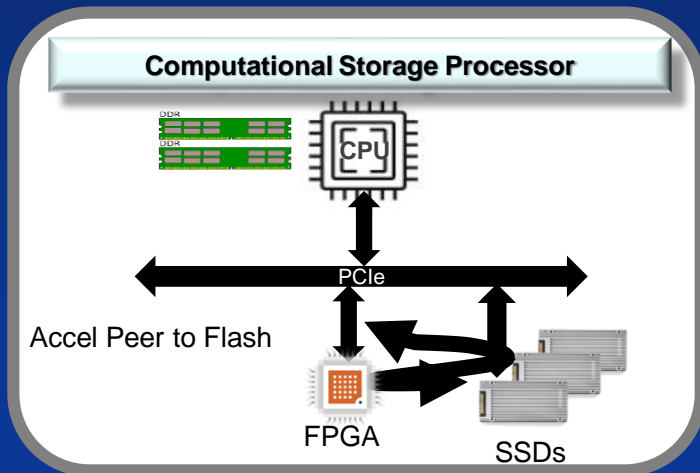 Computational Storage Processor
DDR
DDR
CPU
PCIe
Accel Peer to Flash
FPGA
SSDs